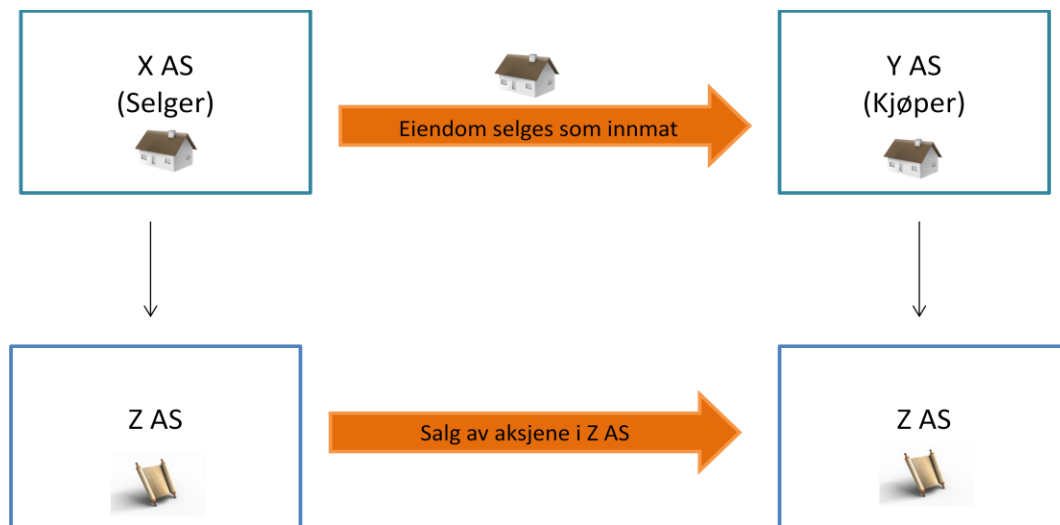 X AS
(Selger)
Eiendom selges som innmat
Y AS
(Kjøper)
Z AS
Salg av aksjene i Z AS
Z AS